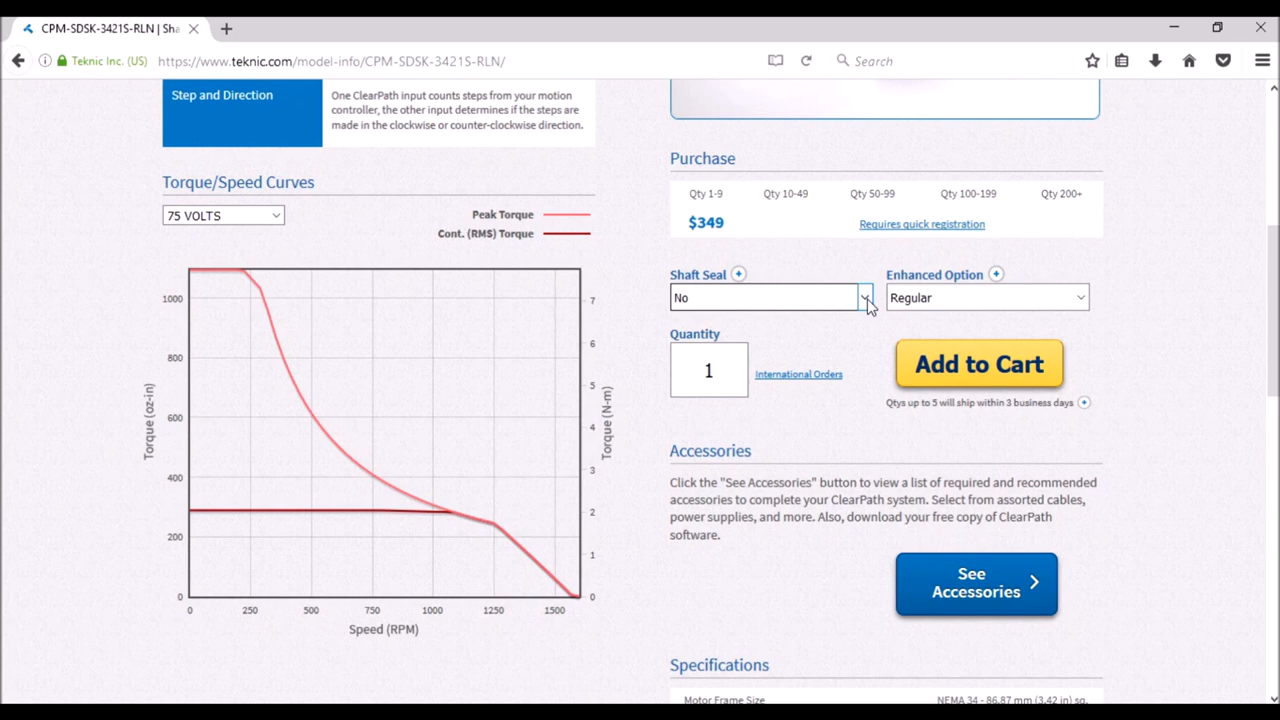 CPM-SDSK-3421S-RLN | Sha
Teknic Inc. (US)
https://www.teknic.com/model-info/CPM-SDSK-3421S-RLN/
Search
Step and Direction
One ClearPath input counts steps from your motion
controller, the other input determines if the steps are
made in the clockwise or counter-clockwise direction.
Torque/Speed Curves
75 VOLTS
Peak Torque
Cont. (RMS) Torque
1000
800
600
400
200
0
Torque (oz-in)
7
6
5
4
3
2
1
0
Torque (N-m)
0
250
500
750
1000
1250
1500
Speed (RPM)
Purchase
Qty 1-9
Qty 10-49
Qty 50-99
Qty 100-199
Qty 200+
$349
Requires quick registration
Shaft Seal
Enhanced Option
No
Regular
Quantity
1
International Orders
Add to Cart
Qtys up to 5 will ship within 3 business days
Accessories
Click the "See Accessories" button to view a list of required and recommended
accessories to complete your ClearPath system. Select from assorted cables,
power supplies, and more. Also, download your free copy of ClearPath
software.
See
Accessories
Specifications
Motor Frame Size
NEMA 34 - 86.87 mm (3.42 in) sq.